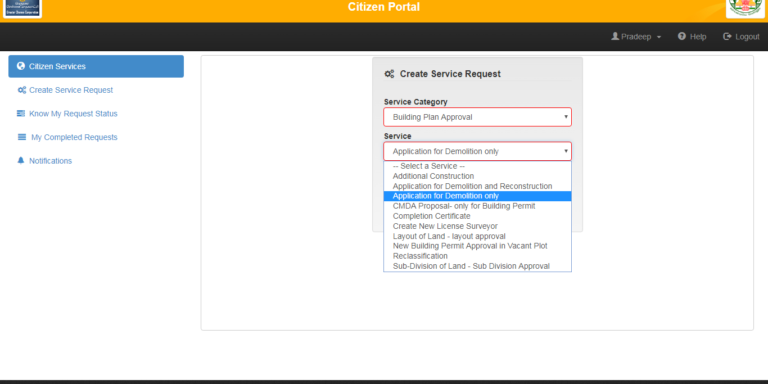 Citizen Portal
Pradeep Help Logout
Citizen Services
Create Service Request
Know My Request Status
My Completed Requests
Notifications
Create Service Request
Service Category
Building Plan Approval
Service
Application for Demolition only
-- Select a Service --
Additional Construction
Application for Demolition and Reconstruction
Application for Demolition only
CMDA Proposal- only for Building Permit
Completion Certificate
Create New License Surveyor
Layout of Land - layout approval
New Building Permit Approval in Vacant Plot
Reclassification
Sub-Division of Land - Sub Division Approval